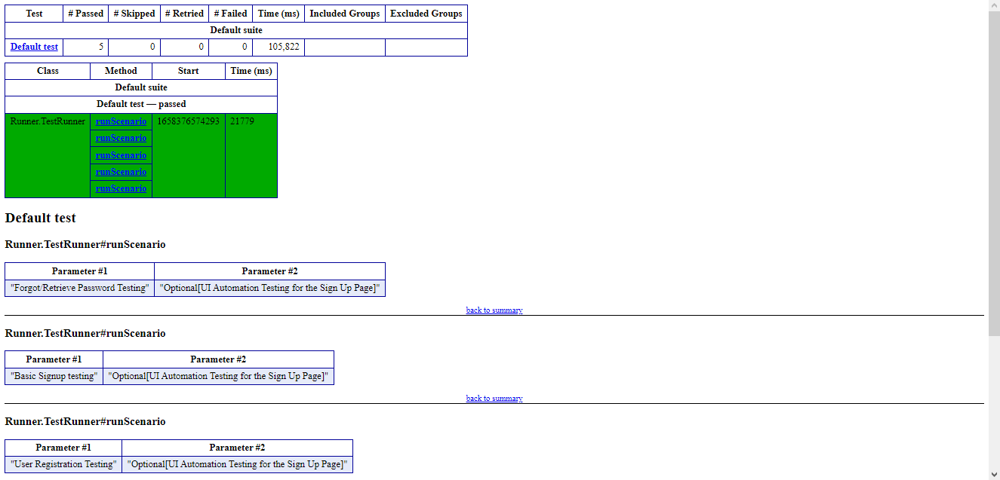 Test # Passed # Skipped # Retried # Failed Time (ms) Included Groups Excluded Groups
Default suite
Default test 5 0 0 0 105,822
Class Method Start Time (ms)
Default suite
Default test — passed
Runner.TestRunner runScenario 1658376574293 21779
runScenario
runScenario
runScenario
runScenario
Default test
Runner.TestRunner#runScenario
Parameter #1 Parameter #2
"Forgot/Retrieve Password Testing" "Optional[UI Automation Testing for the Sign Up Page]"
back to summary
Runner.TestRunner#runScenario
Parameter #1 Parameter #2
"Basic Signup testing" "Optional[UI Automation Testing for the Sign Up Page]"
back to summary
Runner.TestRunner#runScenario
Parameter #1 Parameter #2
"User Registration Testing" "Optional[UI Automation Testing for the Sign Up Page]"